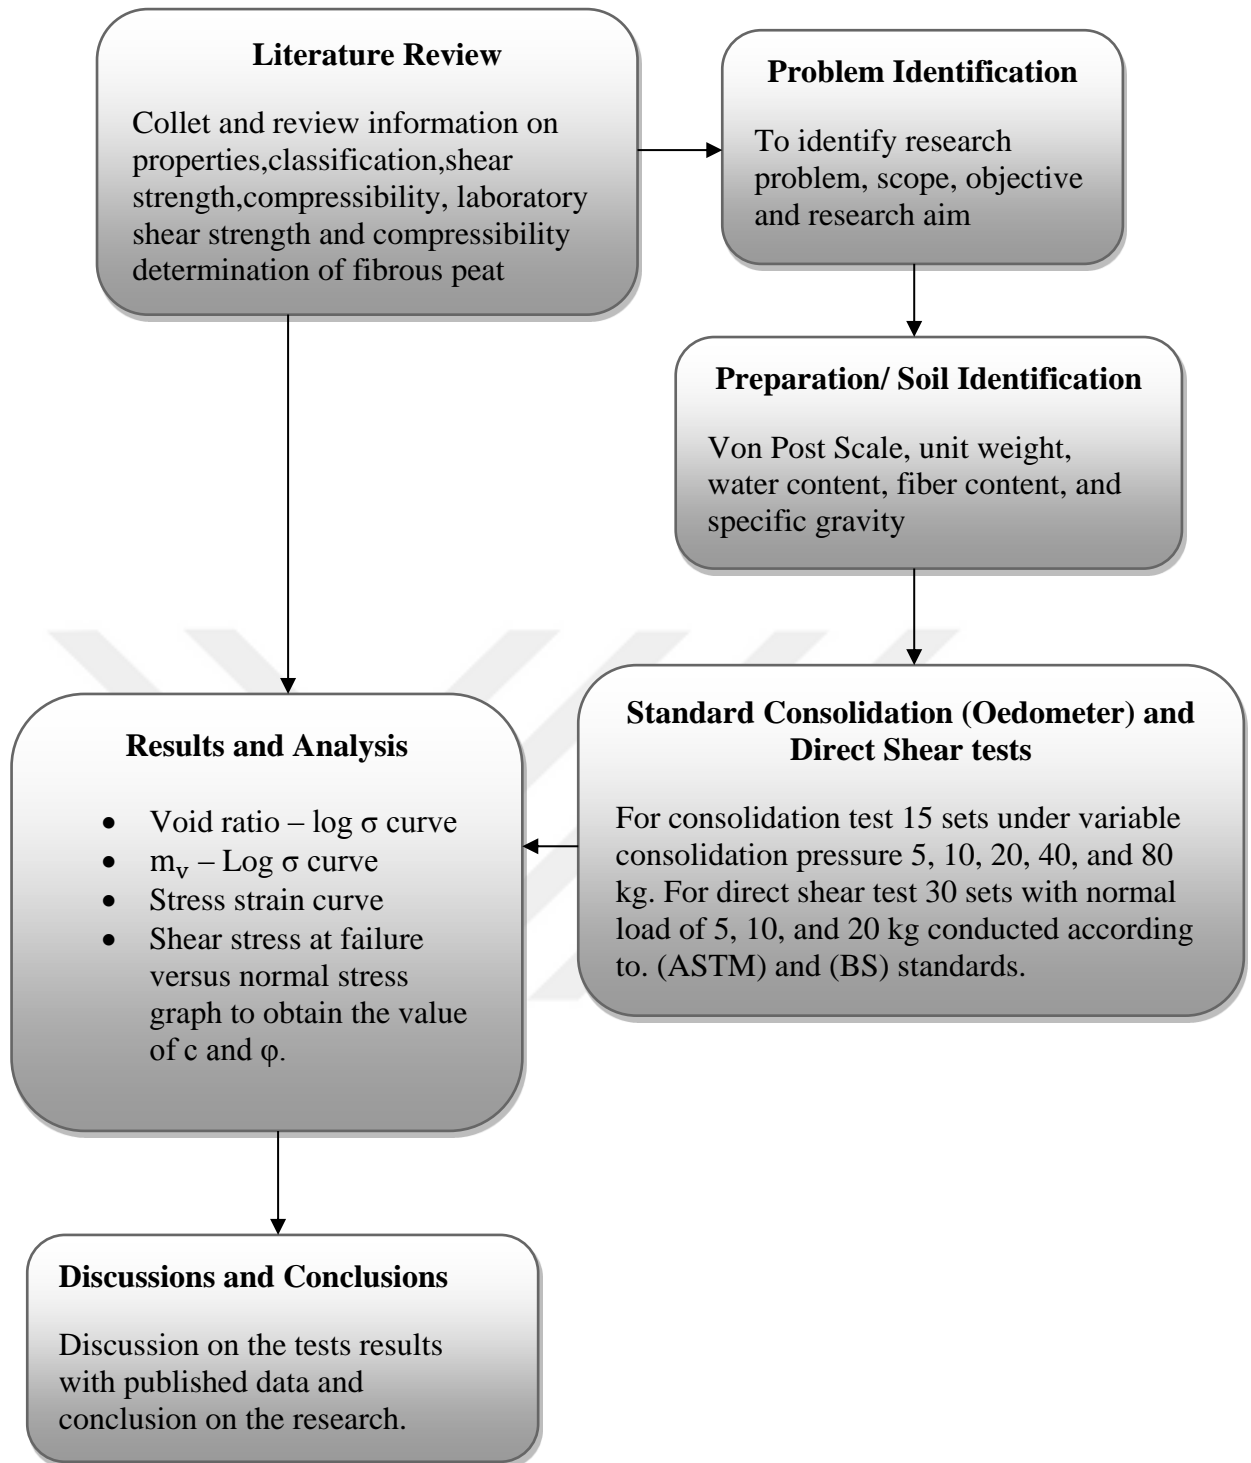 Literature Review
Collet and review information on
properties,classification,shear
strength,compressibility, laboratory
shear strength and compressibility
determination of fibrous peat
Problem Identification
To identify research
problem, scope, objective
and research aim
Preparation/ Soil Identification
Von Post Scale, unit weight,
water content, fiber content, and
specific gravity
Standard Consolidation (Oedometer) and
Direct Shear tests
For consolidation test 15 sets under variable
consolidation pressure 5, 10, 20, 40, and 80
kg. For direct shear test 30 sets with normal
load of 5, 10, and 20 kg conducted according
to. (ASTM) and (BS) standards.
Results and Analysis
• Void ratio – log σ curve
• mᵥ – Log σ curve
• Stress strain curve
• Shear stress at failure
versus normal stress
graph to obtain the value
of c and φ.
Discussions and Conclusions
Discussion on the tests results
with published data and
conclusion on the research.